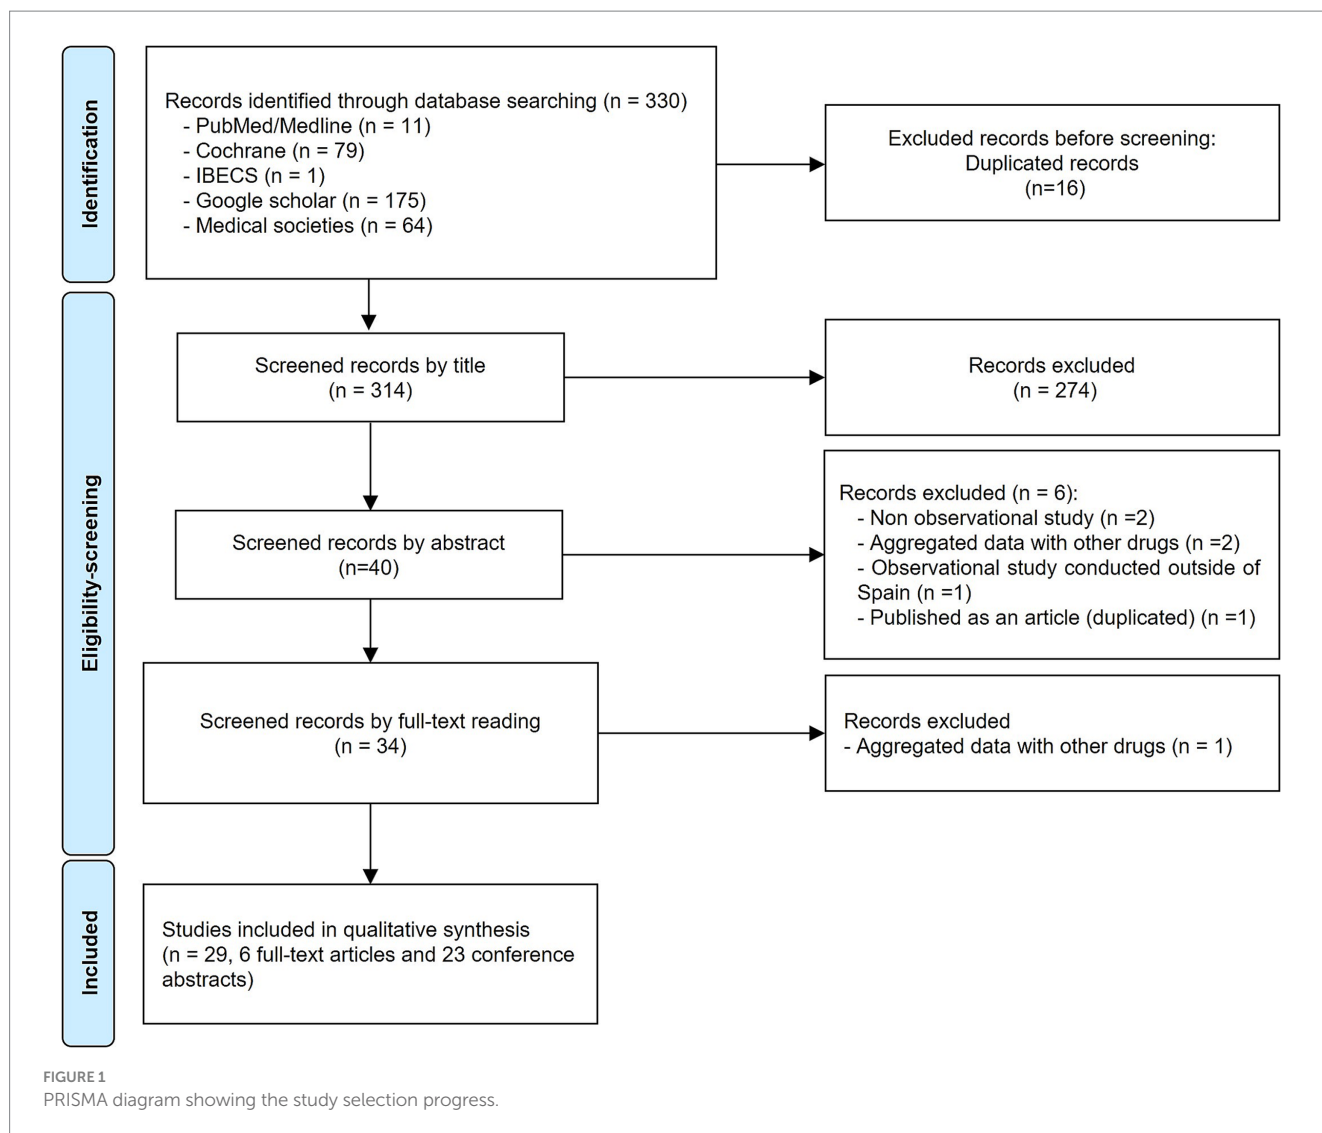 Identification
Records identified through database searching (n = 330)
- PubMed/Medline (n = 11)
- Cochrane (n = 79)
- IBECS (n = 1)
- Google scholar (n = 175)
- Medical societies (n = 64)
Excluded records before screening:
Duplicated records
(n=16)
Eligibility-screening
Screened records by title
(n = 314)
Records excluded
(n = 274)
Screened records by abstract
(n=40)
Records excluded (n = 6):
- Non observational study (n =2)
- Aggregated data with other drugs (n =2)
- Observational study conducted outside of
Spain (n =1)
- Published as an article (duplicated) (n =1)
Screened records by full-text reading
(n = 34)
Records excluded
- Aggregated data with other drugs (n = 1)
Included
Studies included in qualitative synthesis
(n = 29, 6 full-text articles and 23 conference
abstracts)
FIGURE 1
PRISMA diagram showing the study selection progress.